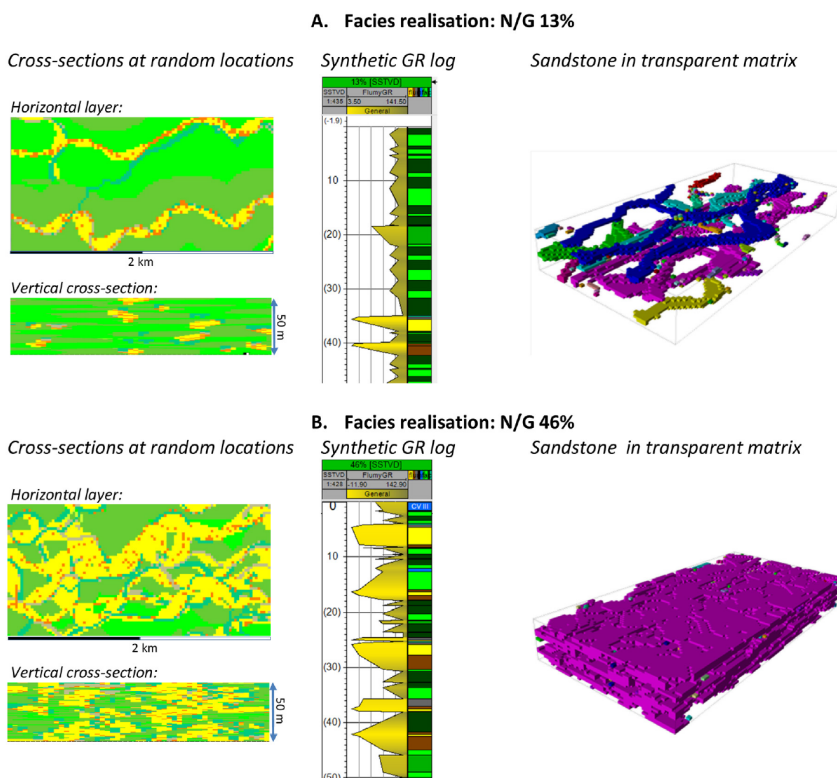 A. Facies realisation: N/G 13%
Cross-sections at random locations
Synthetic GR log
Sandstone in transparent matrix
Horizontal layer:
2 km
Vertical cross-section:
50 m
13% [SSTVD]
SSTVD FlumyGR
1:438 3.50 141.50
General
(-1.9)
10
(20)
(30)
(40)
B. Facies realisation: N/G 46%
Cross-sections at random locations
Synthetic GR log
Sandstone in transparent matrix
Horizontal layer:
2 km
Vertical cross-section:
50 m
46% [SSTVD]
SSTVD FlumyGR
1:428 -11.90 142.90
General
0 CV III
10
(20)
(30)
(40)
(50)